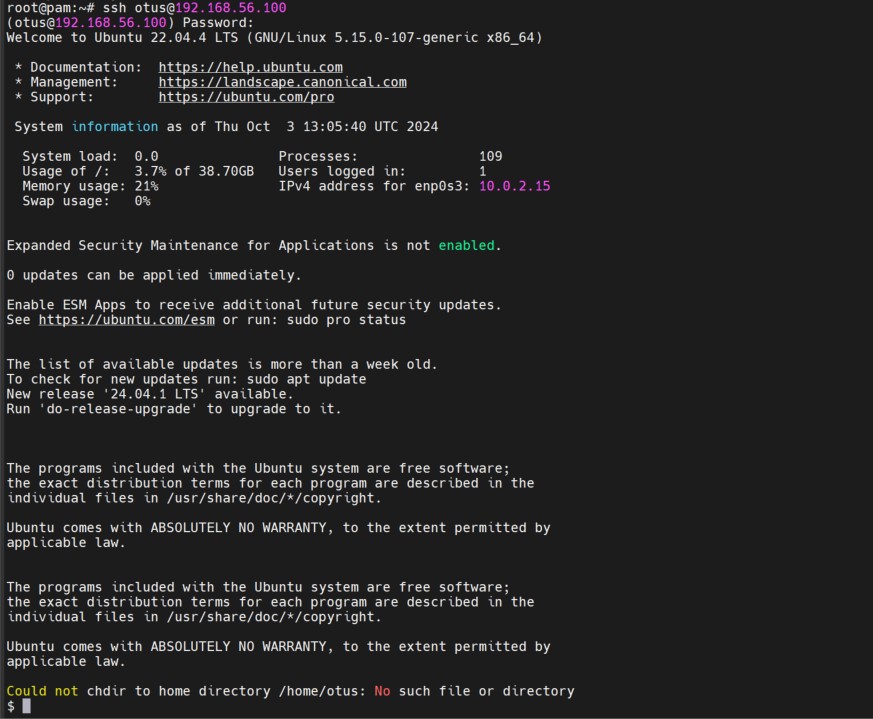 root@pam:~# ssh otus@192.168.56.100
(otus@192.168.56.100) Password:
Welcome to Ubuntu 22.04.4 LTS (GNU/Linux 5.15.0-107-generic x86_64)
* Documentation:  https://help.ubuntu.com
* Management:     https://landscape.canonical.com
* Support:        https://ubuntu.com/pro
System information as of Thu Oct  3 13:05:40 UTC 2024
System load:  0.0               Processes:               109
Usage of /:   3.7% of 38.70GB   Users logged in:         1
Memory usage: 21%               IPv4 address for enp0s3: 10.0.2.15
Swap usage:   0%
Expanded Security Maintenance for Applications is not enabled.
0 updates can be applied immediately.
Enable ESM Apps to receive additional future security updates.
See https://ubuntu.com/esm or run: sudo pro status
The list of available updates is more than a week old.
To check for new updates run: sudo apt update
New release '24.04.1 LTS' available.
Run 'do-release-upgrade' to upgrade to it.
The programs included with the Ubuntu system are free software;
the exact distribution terms for each program are described in the
individual files in /usr/share/doc/*/copyright.
Ubuntu comes with ABSOLUTELY NO WARRANTY, to the extent permitted by
applicable law.
The programs included with the Ubuntu system are free software;
the exact distribution terms for each program are described in the
individual files in /usr/share/doc/*/copyright.
Ubuntu comes with ABSOLUTELY NO WARRANTY, to the extent permitted by
applicable law.
Could not chdir to home directory /home/otus: No such file or directory
$